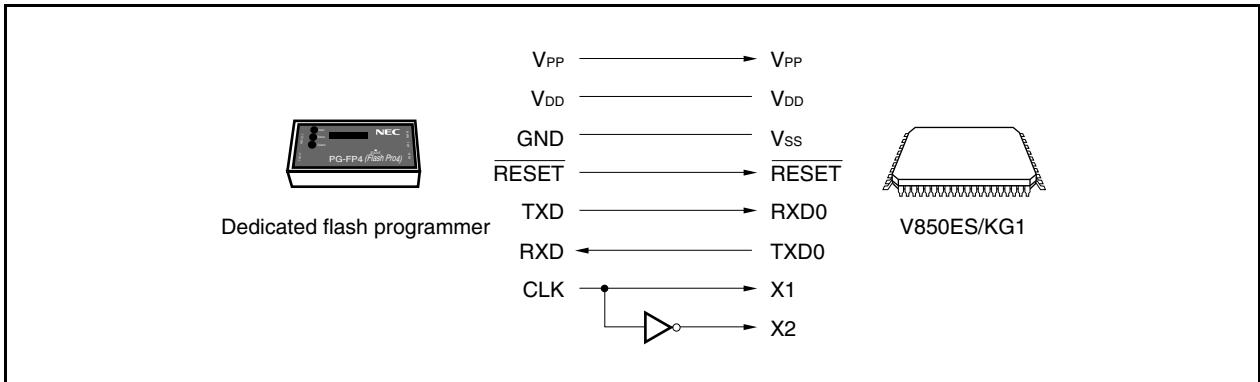 VPP VPP
VDD VDD
GND VSS
RESET RESET
TXD RXD0
RXD TXD0
CLK X1
X2
NEC
PG-FP4 (Flash Pro4)
Dedicated flash programmer
V850ES/KG1